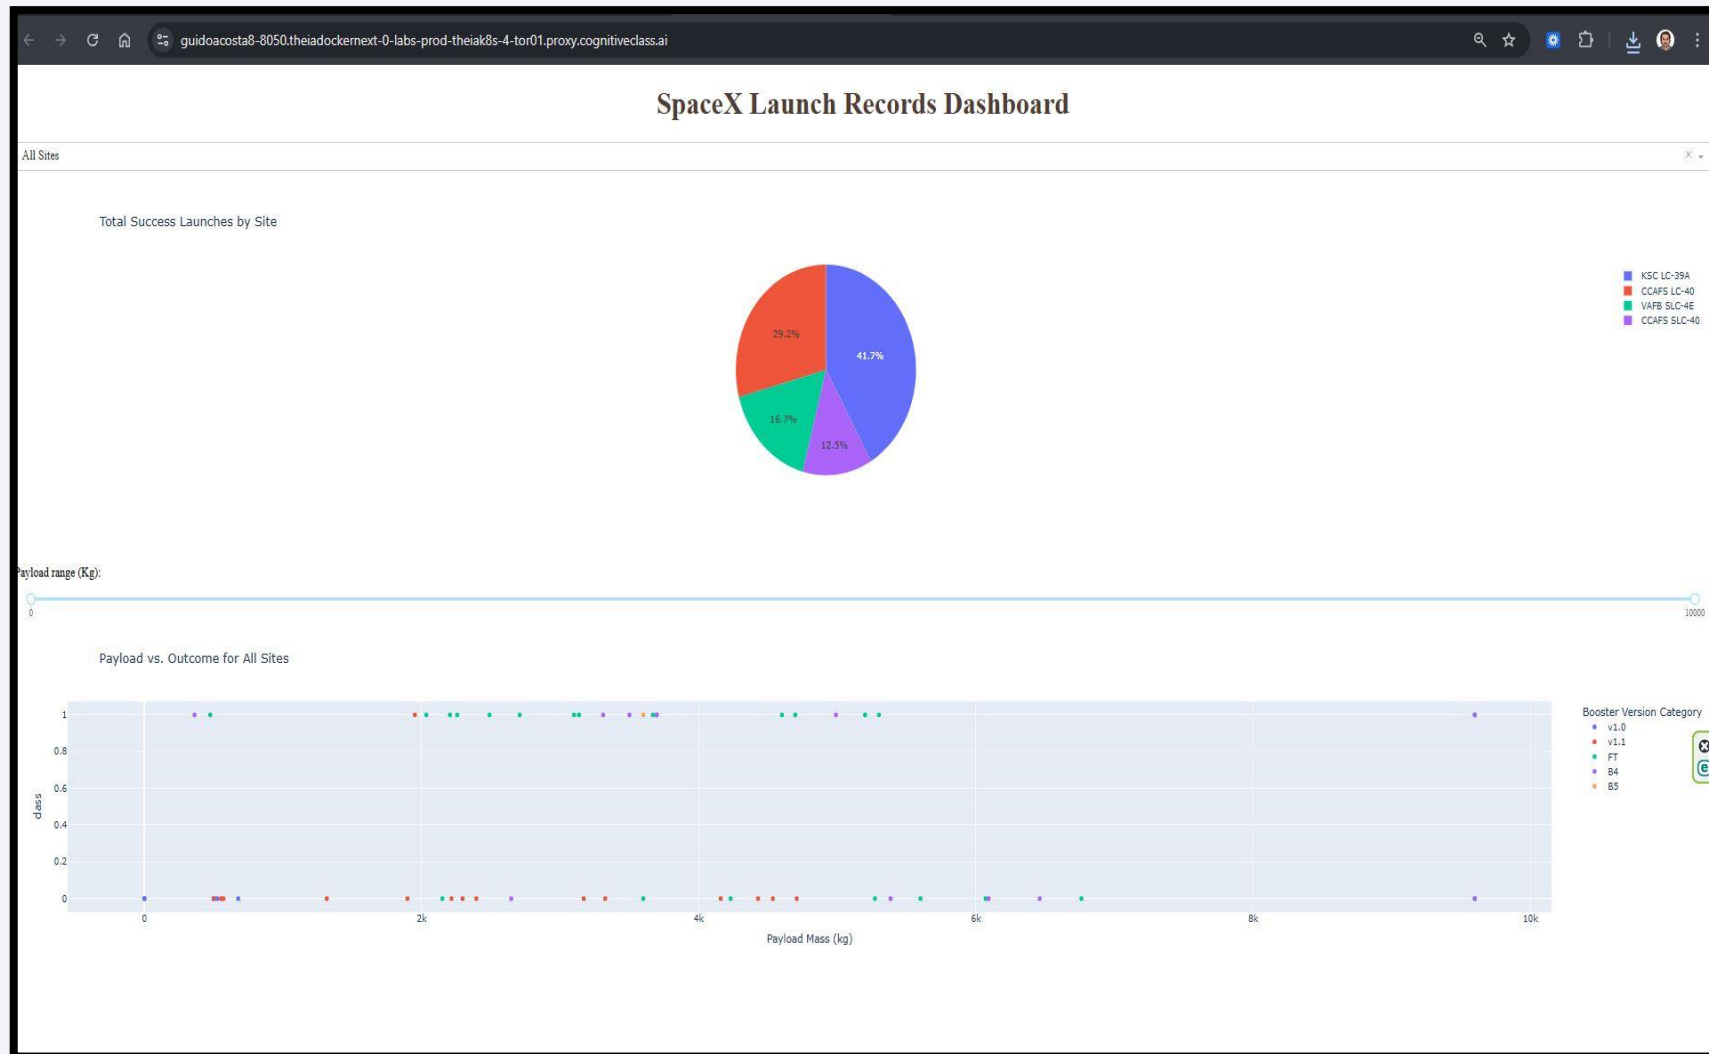 guidoacosta8-8050.theiadockernext-0-labs-prod-theiak8s-4-tor01.proxy.cognitiveclass.ai
SpaceX Launch Records Dashboard
All Sites
Total Success Launches by Site
KSC LC-39A
CCAFS LC-40
VAFB SLC-4E
CCAFS SLC-40
29.2%
41.7%
16.7%
12.5%
Payload range (Kg):
0 10000
Payload vs. Outcome for All Sites
Booster Version Category
v1.0
v1.1
FT
B4
B5
1
0.8
0.6
0.4
0.2
0
class
0 2k 4k 6k 8k 10k
Payload Mass (kg)